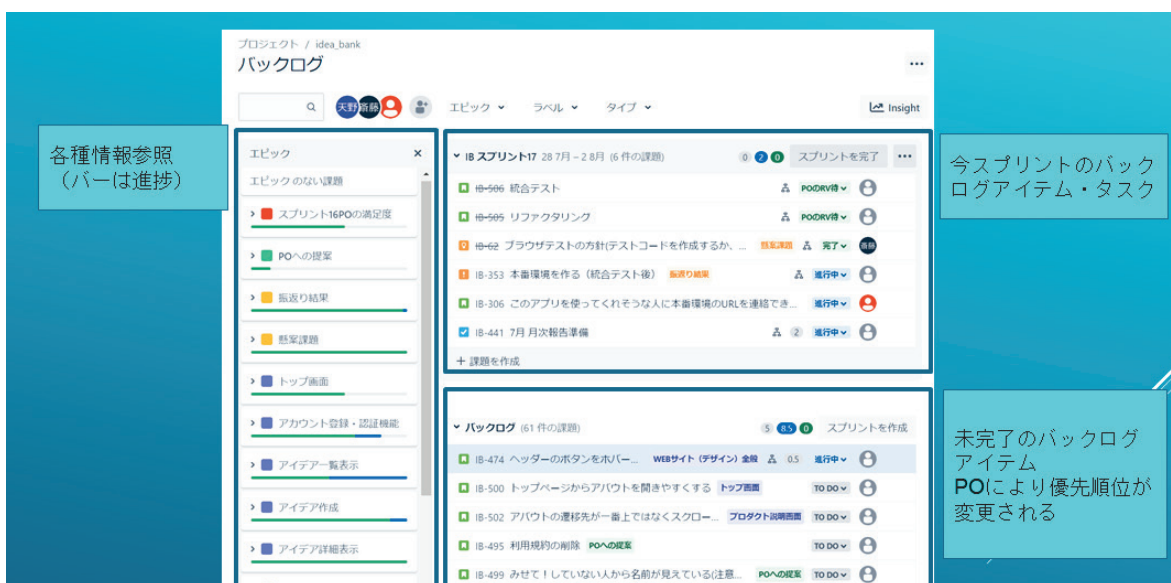 プロジェクト / idea_bank
バックログ
天野 斎藤
エピック
ラベル
タイプ
Insight
各種情報参照
（バーは進捗）
エピック
エピックのない課題
スプリント16POの満足度
POへの提案
振返り結果
懸案課題
トップ画面
アカウント登録・認証機能
アイデア一覧表示
アイデア作成
アイデア詳細表示
IB スプリント17 28 7月 – 2 8月 (6 件の課題) 0 2 0 スプリントを完了
IB-506 統合テスト POのRV待
IB-505 リファクタリング POのRV待
IB-62 ブラウザテストの方針(テストコードを作成するか、... 懸案課題 完了 斎藤
IB-353 本番環境を作る（統合テスト後） 振返り結果 進行中
IB-306 このアプリを使ってくれそうな人に本番環境のURLを連絡でき... 進行中
IB-441 7月 月次報告準備 2 進行中
+ 課題を作成
今スプリントのバック
ログアイテム・タスク
バックログ (61 件の課題) 5 8.5 0 スプリントを作成
IB-474 ヘッダーのボタンをホバー... WEBサイト（デザイン）全般 0.5 進行中
IB-500 トップページからアバウトを開きやすくする トップ画面 TO DO
IB-502 アバウトの遷移先が一番上ではなくスクロー... プロダクト説明画面 TO DO
IB-495 利用規約の削除 POへの提案 TO DO
IB-499 みせて！していない人から名前が見えている(注意... POへの提案 TO DO
未完了のバックログ
アイテム
POにより優先順位が
変更される